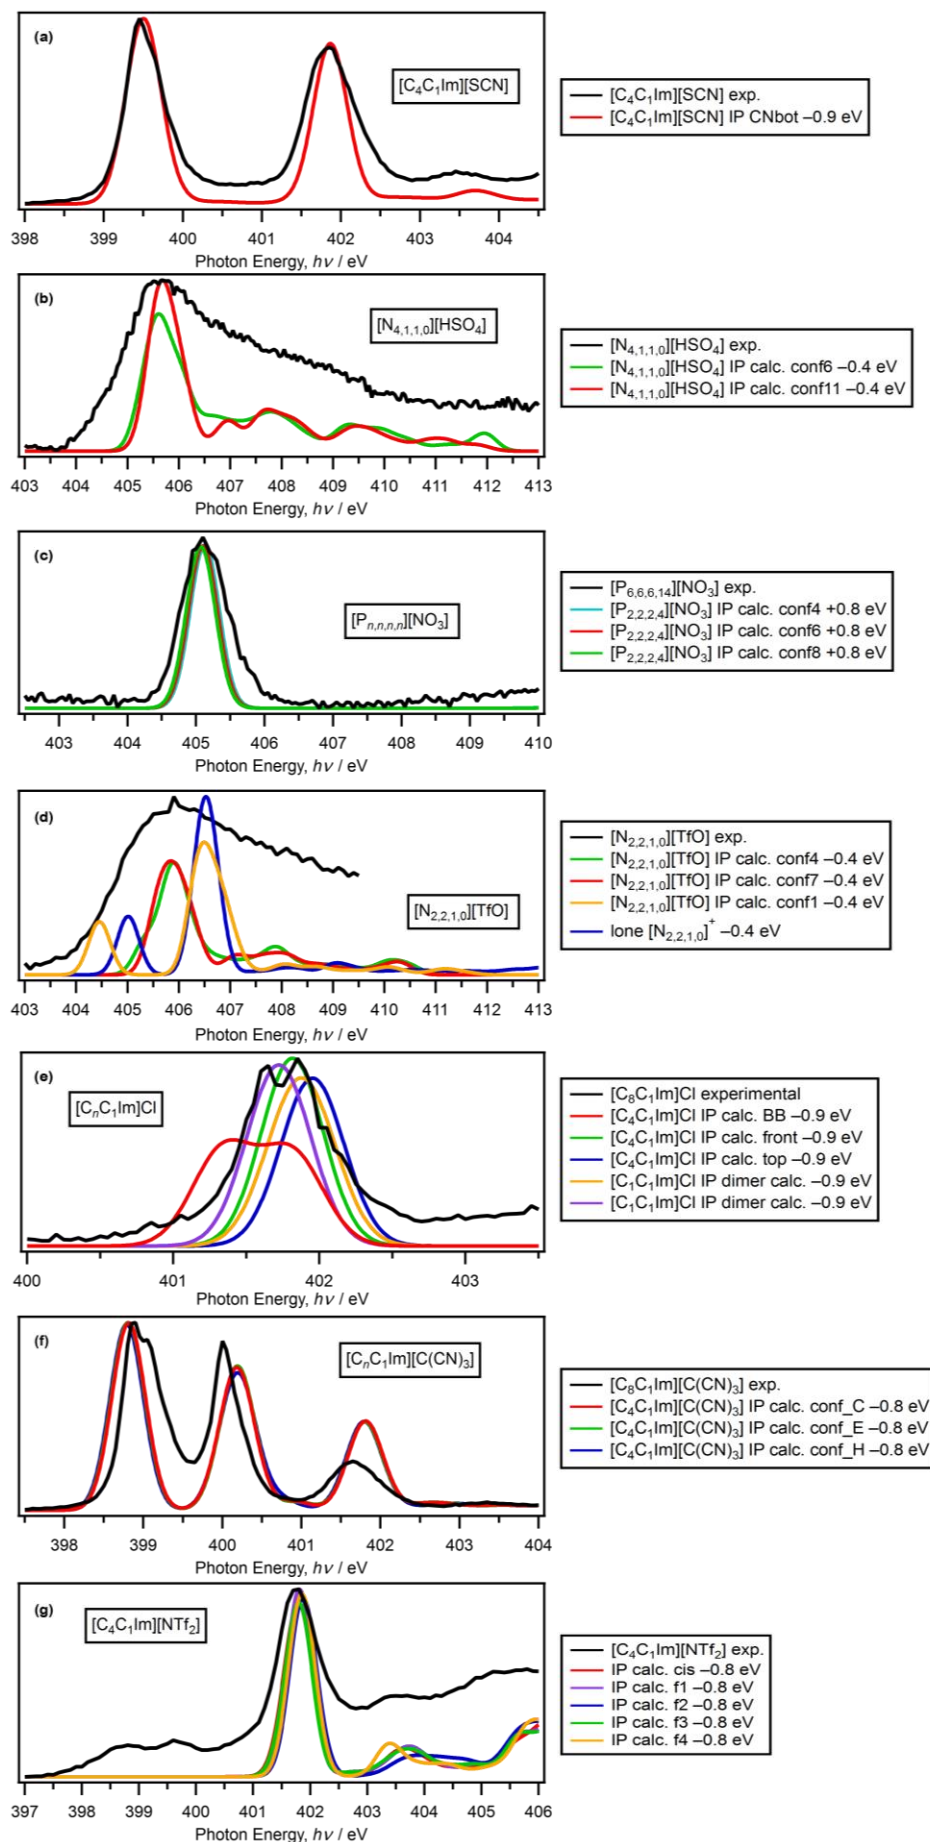 (a)
[C₄C₁Im][SCN]
[C₄C₁Im][SCN] exp.
[C₄C₁Im][SCN] IP CNbot –0.9 eV
398 399 400 401 402 403 404
Photon Energy, hν / eV
(b)
[N₄,₁,₁,₀][HSO₄]
[N₄,₁,₁,₀][HSO₄] exp.
[N₄,₁,₁,₀][HSO₄] IP calc. conf6 –0.4 eV
[N₄,₁,₁,₀][HSO₄] IP calc. conf11 –0.4 eV
403 404 405 406 407 408 409 410 411 412 413
Photon Energy, hν / eV
(c)
[Pₙ,ₙ,ₙ,ₙ][NO₃]
[P₆,₆,₆,₁₄][NO₃] exp.
[P₂,₂,₂,₄][NO₃] IP calc. conf4 +0.8 eV
[P₂,₂,₂,₄][NO₃] IP calc. conf6 +0.8 eV
[P₂,₂,₂,₄][NO₃] IP calc. conf8 +0.8 eV
403 404 405 406 407 408 409 410
Photon Energy, hν / eV
(d)
[N₂,₂,₁,₀][TfO]
[N₂,₂,₁,₀][TfO] exp.
[N₂,₂,₁,₀][TfO] IP calc. conf4 –0.4 eV
[N₂,₂,₁,₀][TfO] IP calc. conf7 –0.4 eV
[N₂,₂,₁,₀][TfO] IP calc. conf1 –0.4 eV
lone [N₂,₂,₁,₀]⁺ –0.4 eV
403 404 405 406 407 408 409 410 411 412 413
Photon Energy, hν / eV
(e)
[CₙC₁Im]Cl
[C₈C₁Im]Cl experimental
[C₄C₁Im]Cl IP calc. BB –0.9 eV
[C₄C₁Im]Cl IP calc. front –0.9 eV
[C₄C₁Im]Cl IP calc. top –0.9 eV
[C₁C₁Im]Cl IP dimer calc. –0.9 eV
[C₁C₁Im]Cl IP dimer calc. –0.9 eV
400 401 402 403
Photon Energy, hν / eV
(f)
[CₙC₁Im][C(CN)₃]
[C₈C₁Im][C(CN)₃] exp.
[C₄C₁Im][C(CN)₃] IP calc. conf_C –0.8 eV
[C₄C₁Im][C(CN)₃] IP calc. conf_E –0.8 eV
[C₄C₁Im][C(CN)₃] IP calc. conf_H –0.8 eV
398 399 400 401 402 403 404
Photon Energy, hν / eV
(g)
[C₄C₁Im][NTf₂]
[C₄C₁Im][NTf₂] exp.
IP calc. cis –0.8 eV
IP calc. f1 –0.8 eV
IP calc. f2 –0.8 eV
IP calc. f3 –0.8 eV
IP calc. f4 –0.8 eV
397 398 399 400 401 402 403 404 405 406
Photon Energy, hν / eV